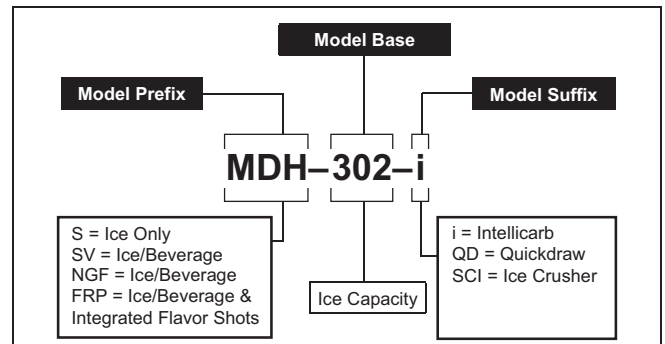 Model Base
Model Prefix
Model Suffix
MDH–302–i
S = Ice Only
SV = Ice/Beverage
NGF = Ice/Beverage
FRP = Ice/Beverage &
Integrated Flavor Shots
Ice Capacity
i = Intellicarb
QD = Quickdraw
SCI = Ice Crusher